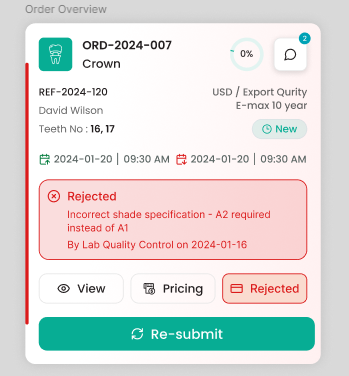 Order Overview
ORD-2024-007
Crown
0%
2
REF-2024-120
David Wilson
Teeth No : 16, 17
USD / Export Qurity
E-max 10 year
New
2024-01-20 | 09:30 AM
2024-01-20 | 09:30 AM
Rejected
Incorrect shade specification - A2 required
instead of A1
By Lab Quality Control on 2024-01-16
View
Pricing
Rejected
Re-submit